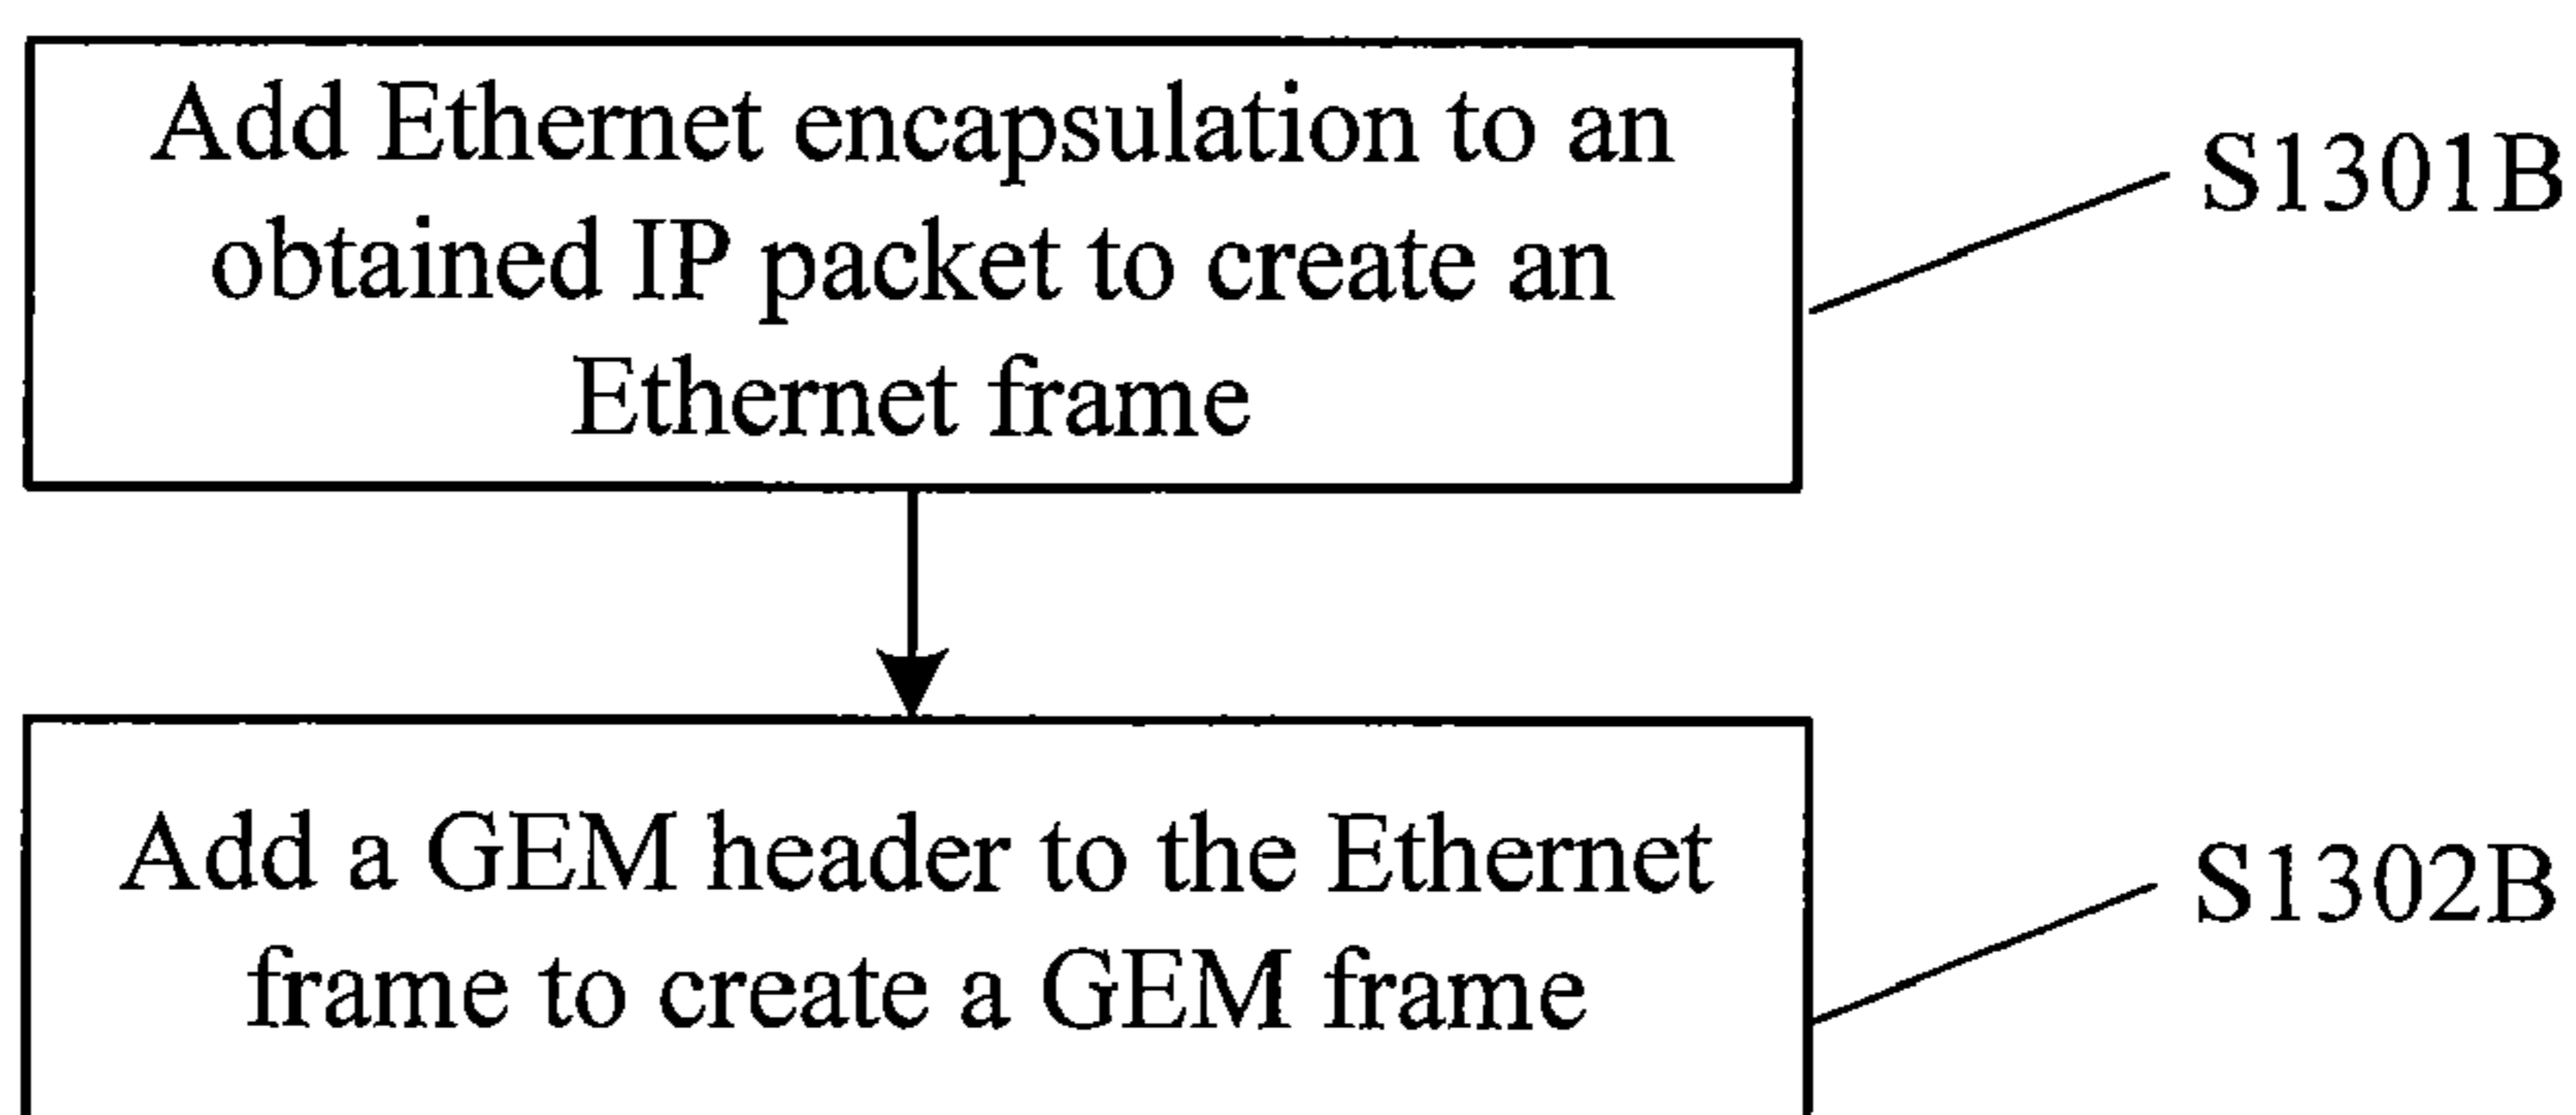 Add Ethernet encapsulation to an
obtained IP packet to create an
Ethernet frame
S1301B
Add a GEM header to the Ethernet
frame to create a GEM frame
S1302B